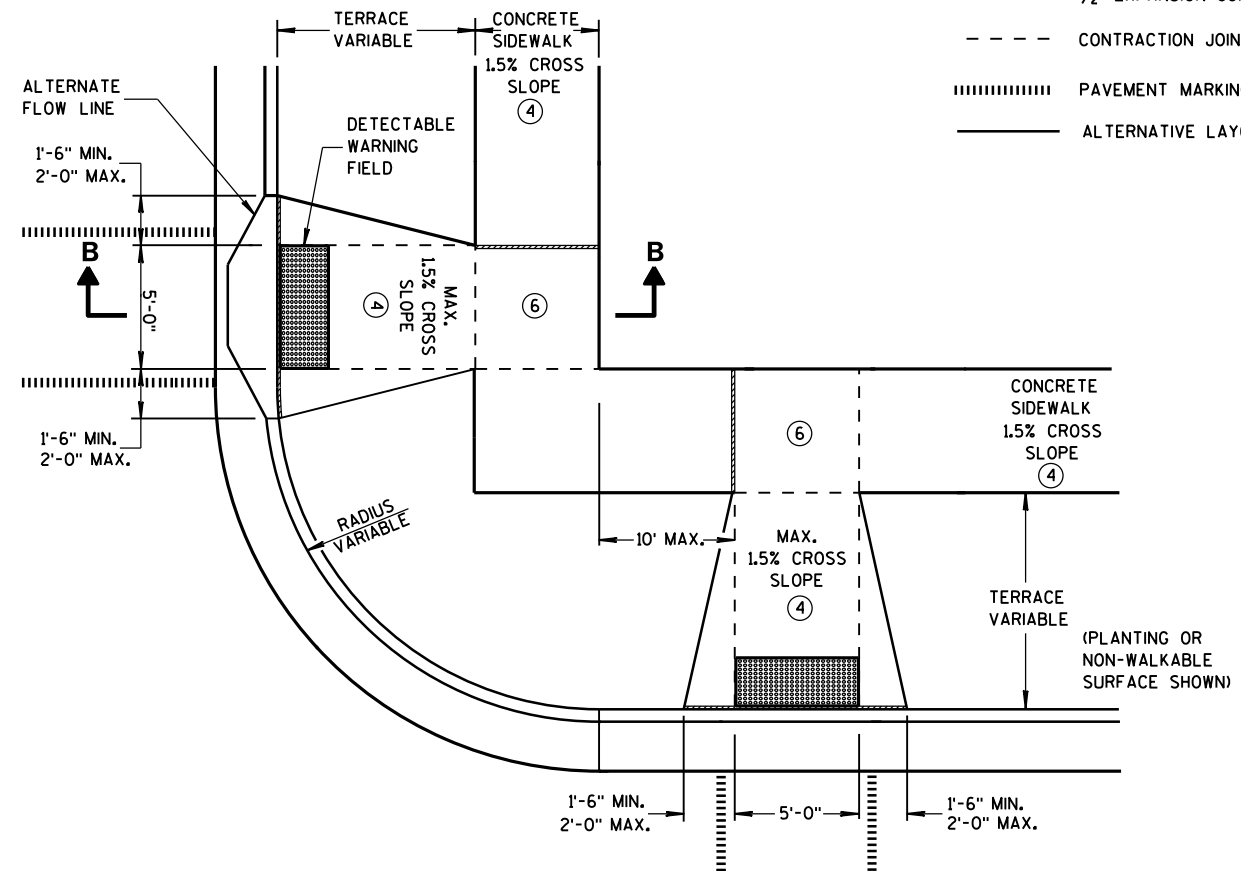 TERRACE
VARIABLE
CONCRETE
SIDEWALK
1.5% CROSS
SLOPE
4
CONTRACTION
PAVEMENT
ALTERNATIVE
ALTERNATE
FLOW LINE
DETECTABLE
WARNING
FIELD
1'-6" MIN.
2'-0" MAX.
B
B
5'-0"
4
MAX.
1.5% CROSS
SLOPE
6
1'-6" MIN.
2'-0" MAX.
6
CONCRETE
SIDEWALK
1.5% CROSS
SLOPE
4
RADIUS
VARIABLE
10' MAX.
MAX.
1.5% CROSS
SLOPE
4
TERRACE
VARIABLE
(PLANTING OR
NON-WALKABLE
SURFACE SHOWN)
1'-6" MIN.
2'-0" MAX.
5'-0"
1'-6" MIN.
2'-0" MAX.